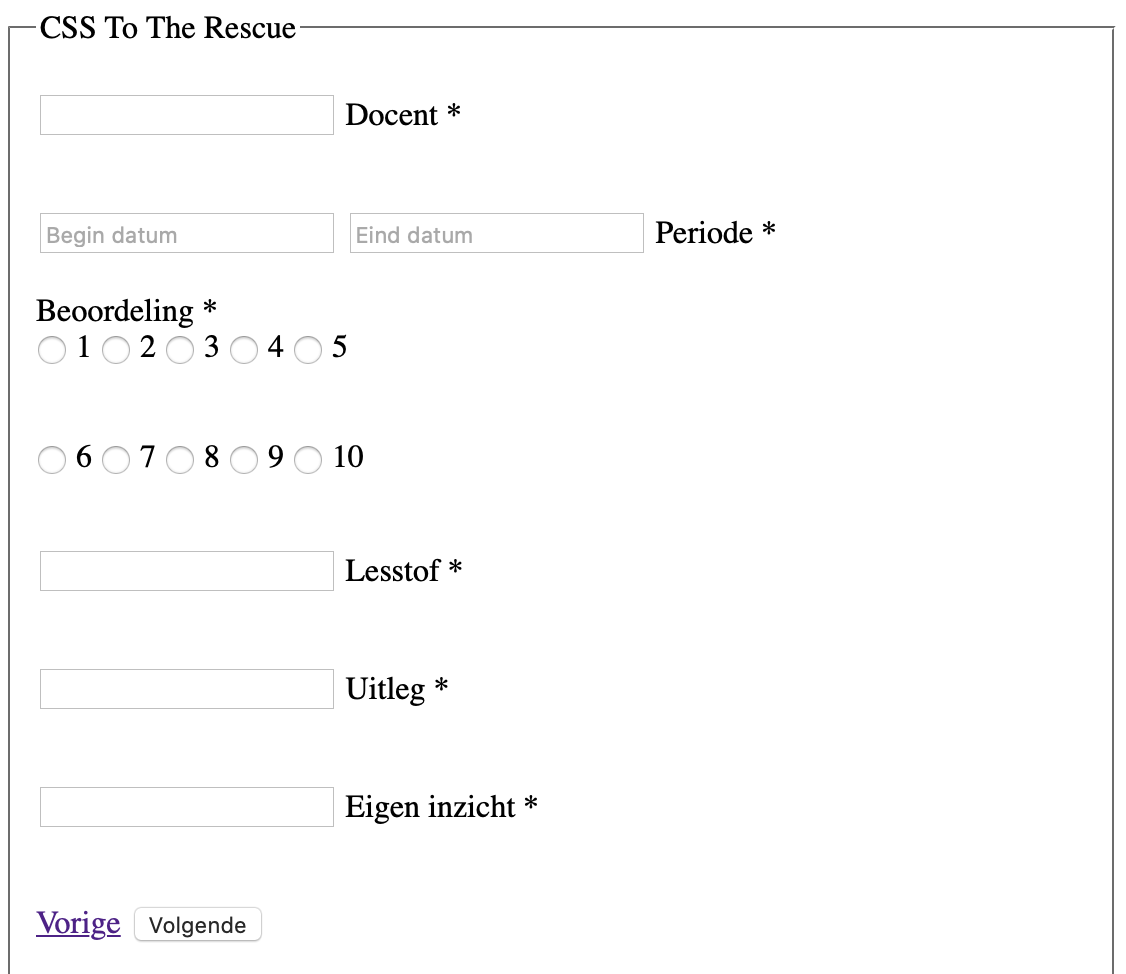 CSS To The Rescue
Docent *
Begin datum Eind datum Periode *
Beoordeling *
1 2 3 4 5
6 7 8 9 10
Lesstof *
Uitleg *
Eigen inzicht *
Vorige Volgende